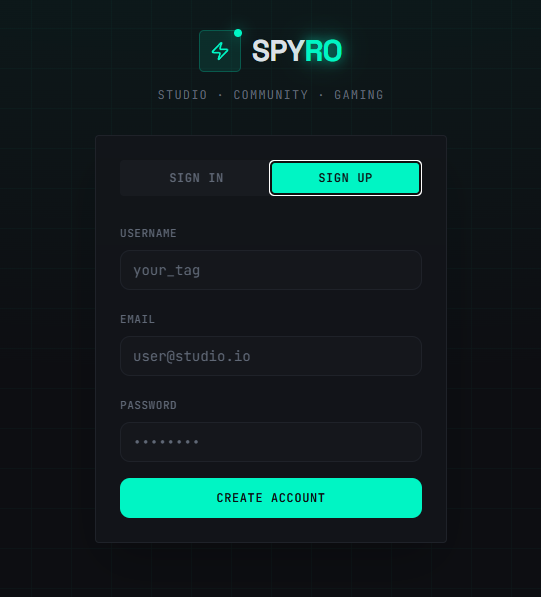 SPYRO
STUDIO · COMMUNITY · GAMING
SIGN IN
SIGN UP
USERNAME
your_tag
EMAIL
user@studio.io
PASSWORD
••••••••
CREATE ACCOUNT